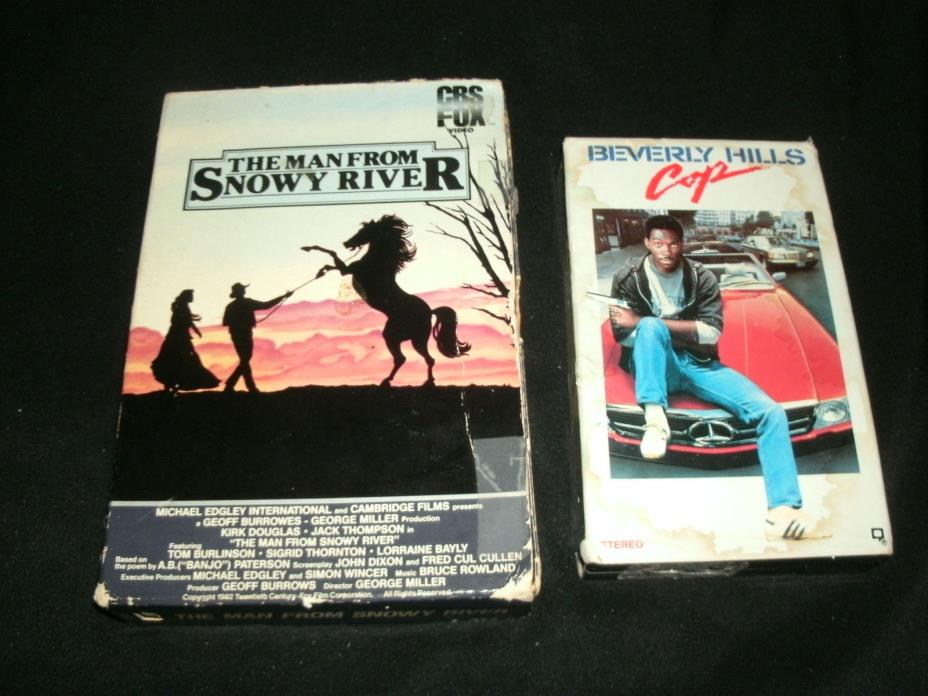 CBS
FOX
VIDEO
THE MAN FROM
SNOWY RIVER
MICHAEL EDGLEY INTERNATIONAL and CAMBRIDGE FILMS presents
a GEOFF BURROWES - GEORGE MILLER Production
KIRK DOUGLAS • JACK THOMPSON in
"THE MAN FROM SNOWY RIVER"
Featuring TOM BURLINSON • SIGRID THORNTON • LORRAINE BAYLY
Based on the poem by A.B.("BANJO") PATERSON Screenplay JOHN DIXON and FRED CUL CULLEN
Executive Producers MICHAEL EDGLEY and SIMON WINCER Music BRUCE ROWLAND
Producer GEOFF BURROWS Director GEORGE MILLER
Copyright 1982 Twentieth Century-Fox Film Corporation. All Rights Reserved
THE MAN FROM SNOWY RIVER
BEVERLY HILLS
Cop
STEREO